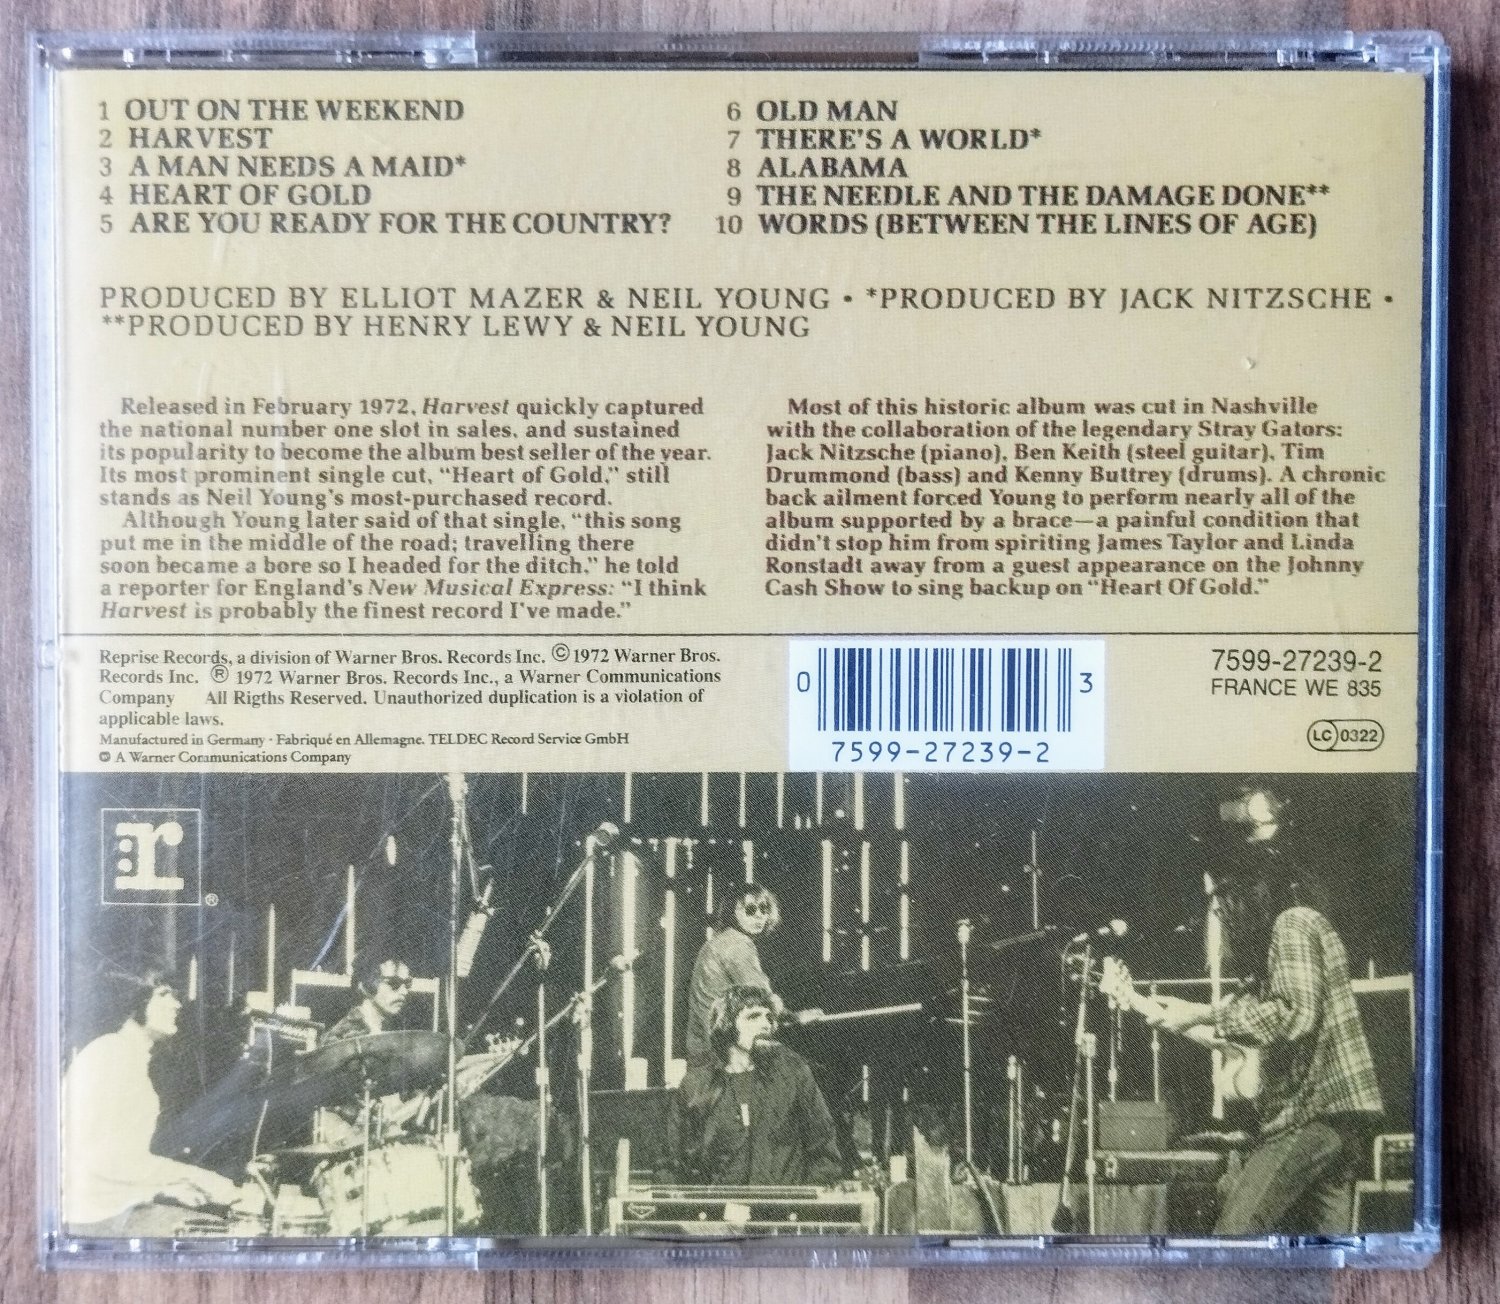 1 OUT ON THE WEEKEND
2 HARVEST
3 A MAN NEEDS A MAID*
4 HEART OF GOLD
5 ARE YOU READY FOR THE COUNTRY?
6 OLD MAN
7 THERE'S A WORLD*
8 ALABAMA
9 THE NEEDLE AND THE DAMAGE DONE**
10 WORDS (BETWEEN THE LINES OF AGE)
PRODUCED BY ELLIOT MAZER & NEIL YOUNG • *PRODUCED BY JACK NITZSCHE •
**PRODUCED BY HENRY LEWY & NEIL YOUNG
Released in February 1972, Harvest quickly captured
the national number one slot in sales, and sustained
its popularity to become the album best seller of the year.
Its most prominent single cut, "Heart of Gold," still
stands as Neil Young's most-purchased record.
Although Young later said of that single, "this song
put me in the middle of the road; travelling there
soon became a bore so I headed for the ditch," he told
a reporter for England's New Musical Express: "I think
Harvest is probably the finest record I've made."
Most of this historic album was cut in Nashville
with the collaboration of the legendary Stray Gators:
Jack Nitzsche (piano), Ben Keith (steel guitar), Tim
Drummond (bass) and Kenny Buttrey (drums). A chronic
back ailment forced Young to perform nearly all of the
album supported by a brace—a painful condition that
didn't stop him from spiriting James Taylor and Linda
Ronstadt away from a guest appearance on the Johnny
Cash Show to sing backup on "Heart Of Gold."
Reprise Records, a division of Warner Bros. Records Inc. ©1972 Warner Bros.
Records Inc. ® 1972 Warner Bros. Records Inc., a Warner Communications
Company All Rigths Reserved. Unauthorized duplication is a violation of
applicable laws.
Manufactured in Germany · Fabriqué en Allemagne. TELDEC Record Service GmbH
A Warner Communications Company
0 3
7599-27239-2
7599-27239-2
FRANCE WE 835
LC 0322
r ®